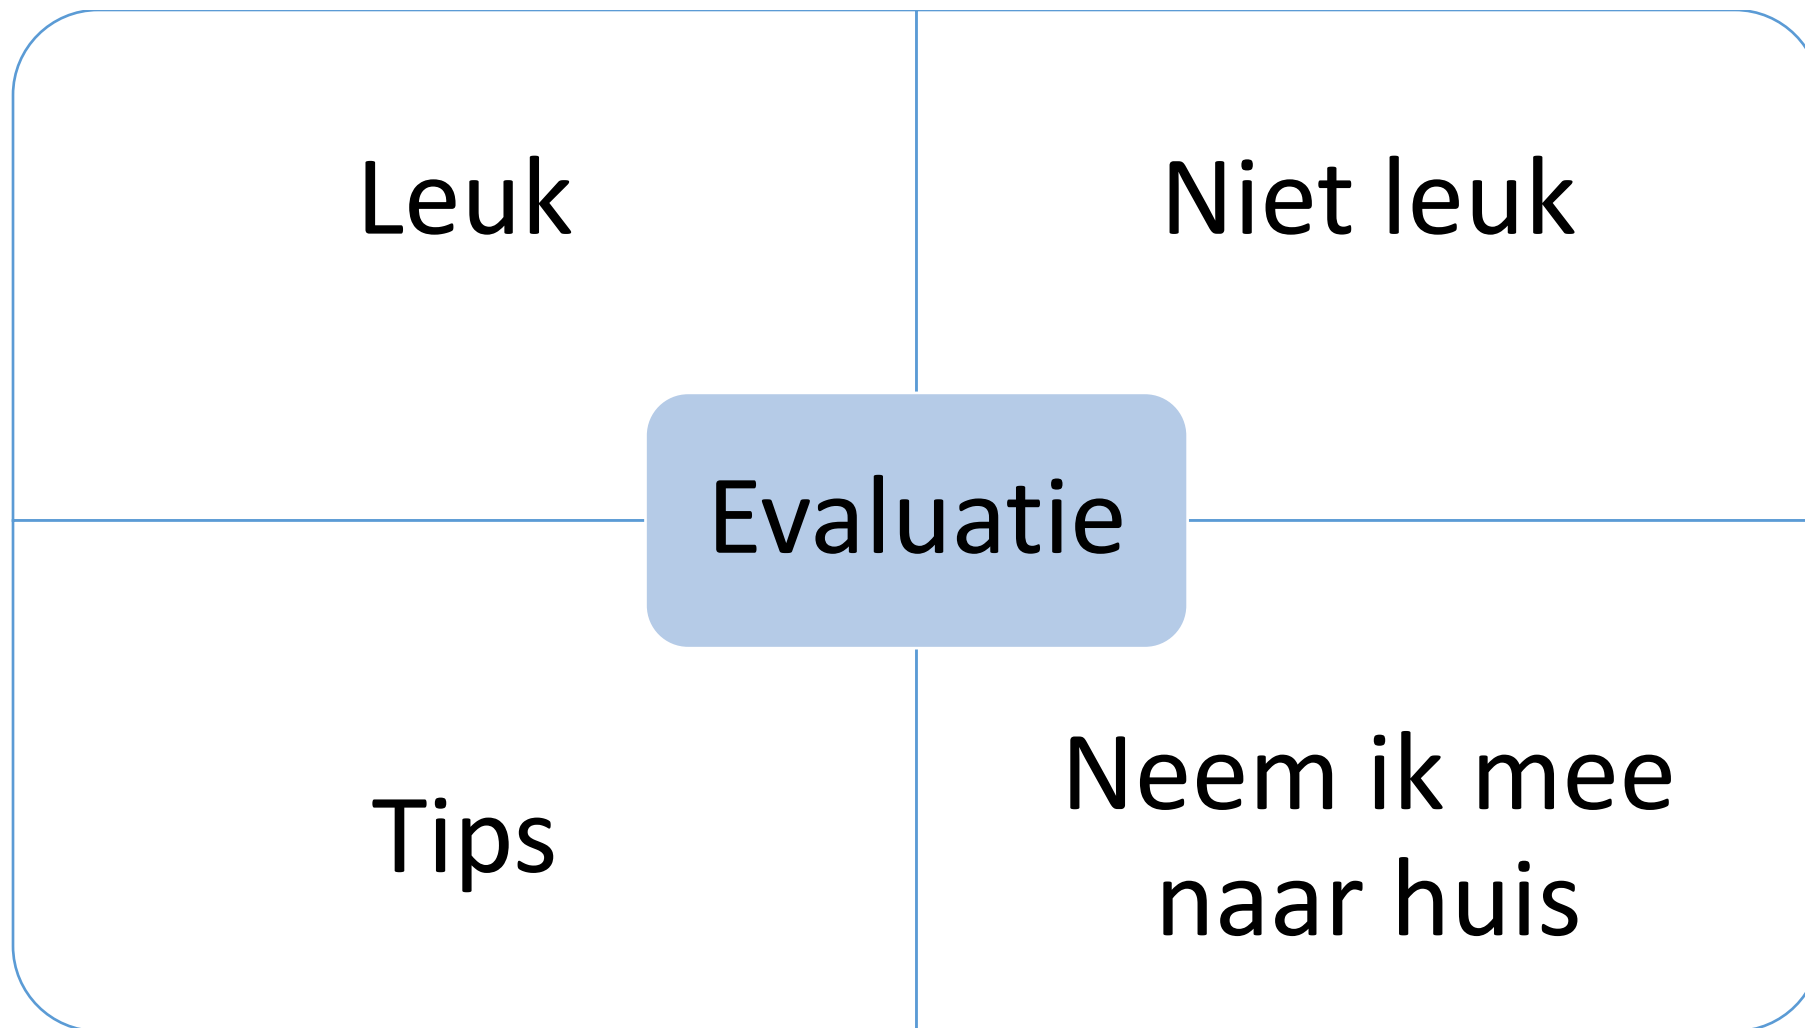 Leuk
Niet leuk
Evaluatie
Tips
Neem ik mee
naar huis